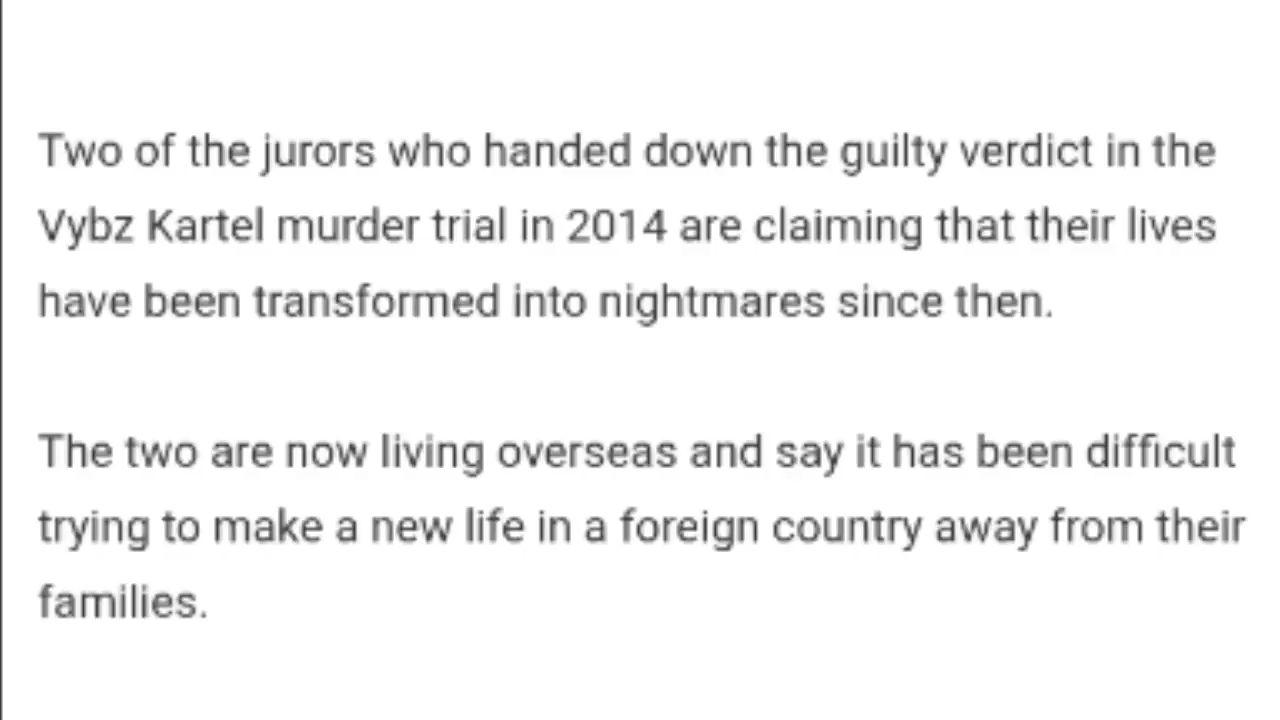 Two of the jurors who handed down the guilty verdict in the
Vybz Kartel murder trial in 2014 are claiming that their lives
have been transformed into nightmares since then.
The two are now living overseas and say it has been difficult
trying to make a new life in a foreign country away from their
families.